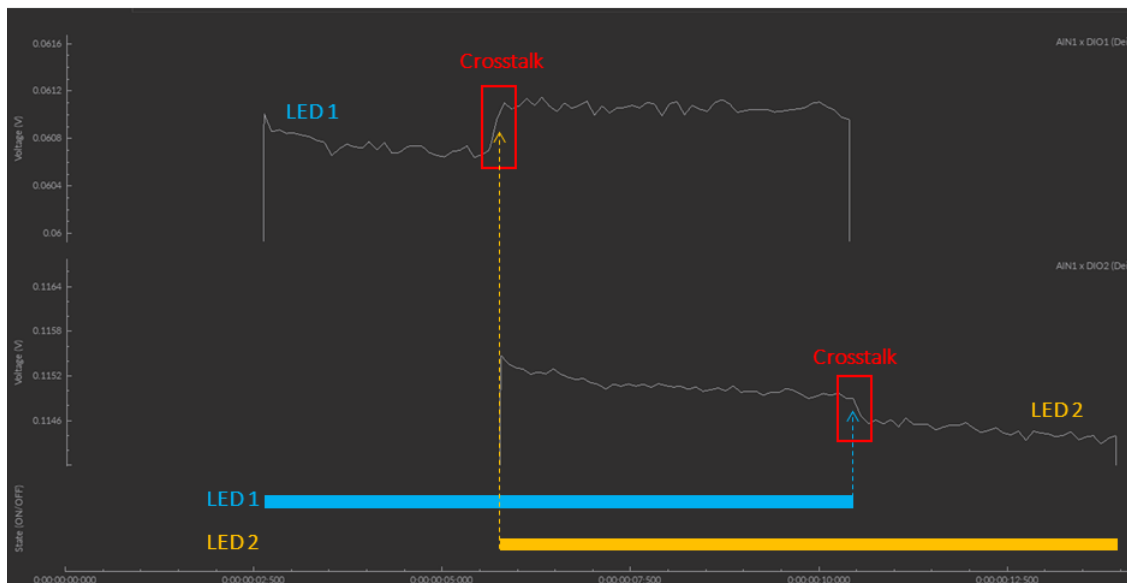 0.0616
AIN1 x DIO1 (De
Crosstalk
0.0612
LED 1
Voltage (V)
0.0608
0.0604
0.06
AIN1 x DIO2 (De
0.0
0.1164
0.1158
Crosstalk
Voltage (V)
0.1152
LED 2
0.1146
State (ON/OFF)
LED 1
LED 2
0:00:00:00:000
0:00:00:02:500
0:00:00:05:000
0:00:00:07:500
0:00:00:10:000
0:00:00:12:500